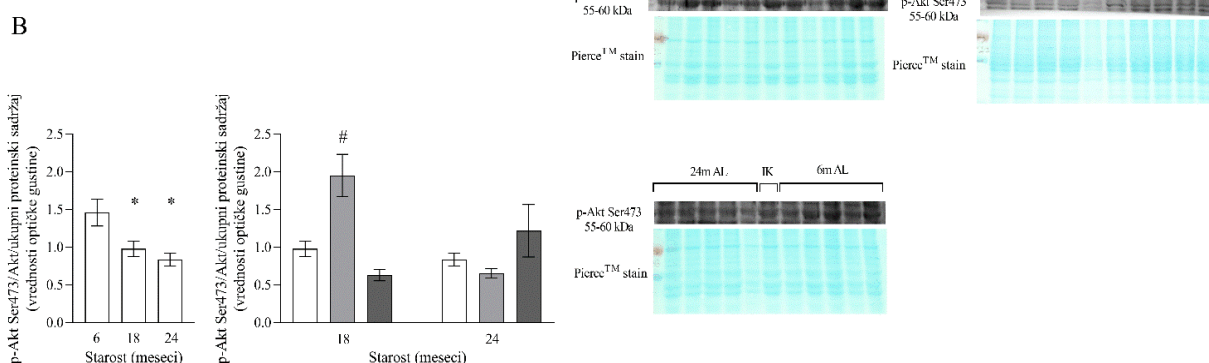 B
55-60 kDa
Pierce™ stain
p-Akt Ser473
55-60 kDa
Pierce™ stain
p-Akt Ser473/Akt/ukupni proteinski sadržaj
(vrednosti optičke gustine)
2.5
2.0
1.5
1.0
0.5
0.0
* *
6 18 24
Starost (meseci)
p-Akt Ser473/Akt/ukupni proteinski sadržaj
(vrednosti optičke gustine)
2.5
2.0
1.5
1.0
0.5
0.0
#
18 24
Starost (meseci)
24m AL IK 6m AL
p-Akt Ser473
55-60 kDa
Pierce™ stain